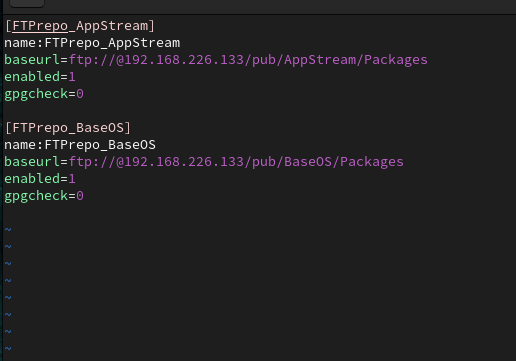 [FTPrepo_AppStream]
name:FTPrepo_AppStream
baseurl=ftp://@192.168.226.133/pub/AppStream/Packages
enabled=1
gpgcheck=0
[FTPrepo_BaseOS]
name:FTPrepo_BaseOS
baseurl=ftp://@192.168.226.133/pub/BaseOS/Packages
enabled=1
gpgcheck=0
~
~
~
~
~
~
~
~